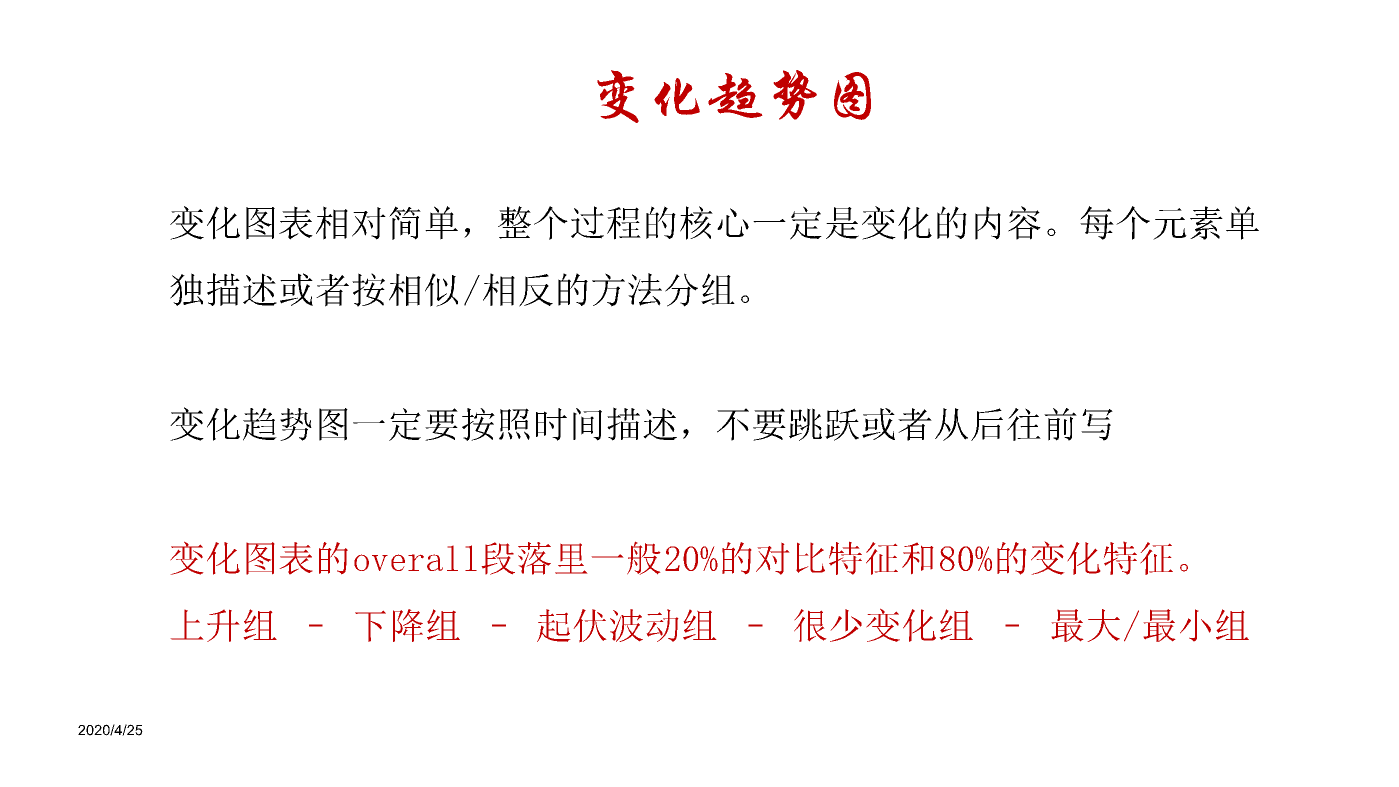 变化趋势图
变化图表相对简单，整个过程的核心一定是变化的内容。每个元素单
独描述或者按相似/相反的方法分组。
变化趋势图一定要按照时间描述，不要跳跃或者从后往前写
变化图表的overall段落里一般20%的对比特征和80%的变化特征。
上升组 – 下降组 – 起伏波动组 – 很少变化组 – 最大/最小组
2020/4/25